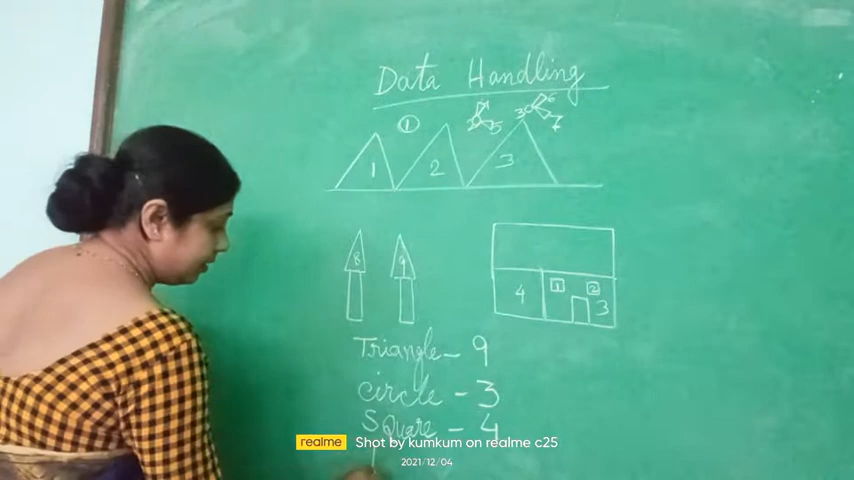 Data Handling
①
3 6
2 5 7
1 2 3
8 9
4 1 2 3
Triangle - 9
circle - 3
Square - 4
realme Shot by kumkum on realme c25
2021/12/04